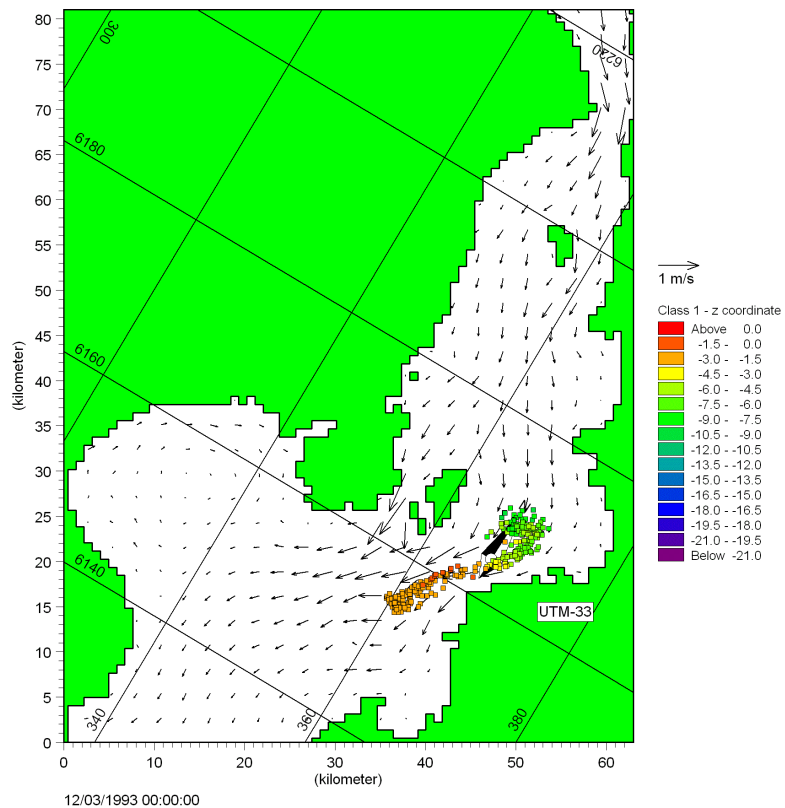 80
75
70
65
60
55
50
45
40
35
30
25
20
15
10
5
0
(kilometer)
300
6220
6180
6160
6140
340
360
380
UTM-33
0 10 20 30 40 50 60
(kilometer)
12/03/1993 00:00:00
1 m/s
Class 1 - z coordinate
Above 0.0
-1.5 - 0.0
-3.0 - -1.5
-4.5 - -3.0
-6.0 - -4.5
-7.5 - -6.0
-9.0 - -7.5
-10.5 - -9.0
-12.0 - -10.5
-13.5 - -12.0
-15.0 - -13.5
-16.5 - -15.0
-18.0 - -16.5
-19.5 - -18.0
-21.0 - -19.5
Below -21.0